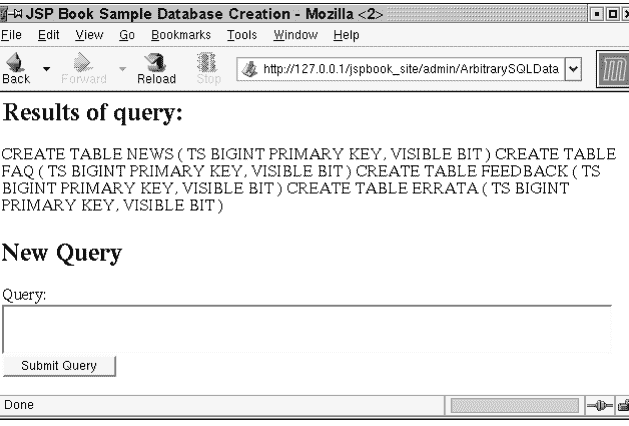 JSP Book Sample Database Creation - Mozilla <2>
File Edit View Go Bookmarks Tools Window Help
Back Forward Reload Stop http://127.0.0.1/jspbook_site/admin/ArbitrarySQLData
Results of query:
CREATE TABLE NEWS ( TS BIGINT PRIMARY KEY, VISIBLE BIT ) CREATE TABLE
FAQ ( TS BIGINT PRIMARY KEY, VISIBLE BIT ) CREATE TABLE FEEDBACK ( TS
BIGINT PRIMARY KEY, VISIBLE BIT ) CREATE TABLE ERRATA ( TS BIGINT
PRIMARY KEY, VISIBLE BIT )
New Query
Query:
Submit Query
Done